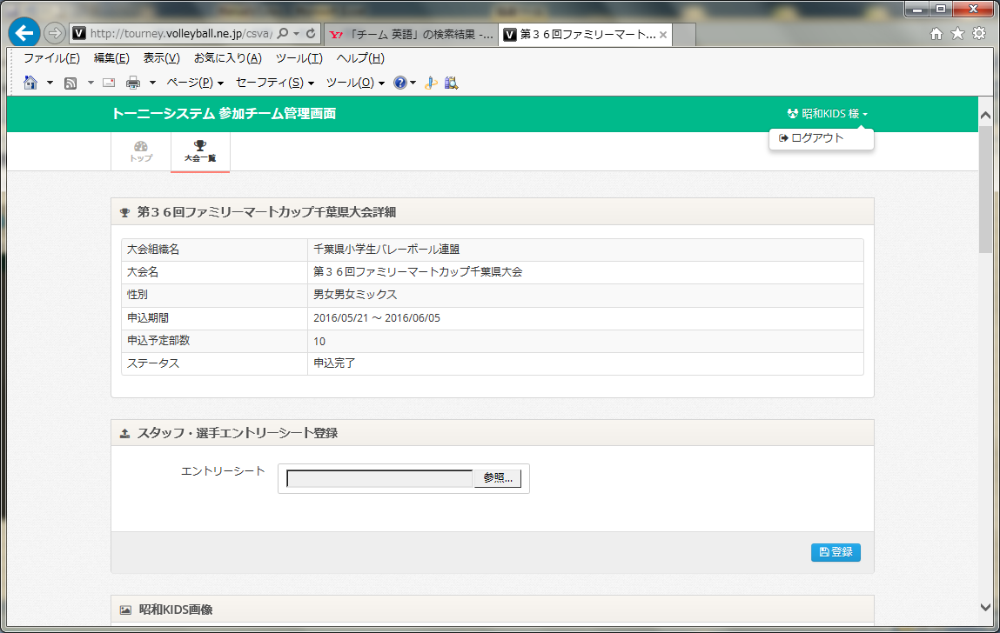 http://tourney.volleyball.ne.jp/csva/
「チーム 英語」の検索結果 -...
第３６回ファミリーマート...
ファイル(F) 編集(E) 表示(V) お気に入り(A) ツール(T) ヘルプ(H)
ページ(P) セーフティ(S) ツール(O)
トーニーシステム 参加チーム管理画面
昭和KIDS 様
ログアウト
トップ
大会一覧
第３６回ファミリーマートカップ千葉県大会詳細
大会組織名 千葉県小学生バレーボール連盟
大会名 第３６回ファミリーマートカップ千葉県大会
性別 男女男女ミックス
申込期間 2016/05/21 ～ 2016/06/05
申込予定部数 10
ステータス 申込完了
スタッフ・選手エントリーシート登録
エントリーシート 参照...
登録
昭和KIDS画像